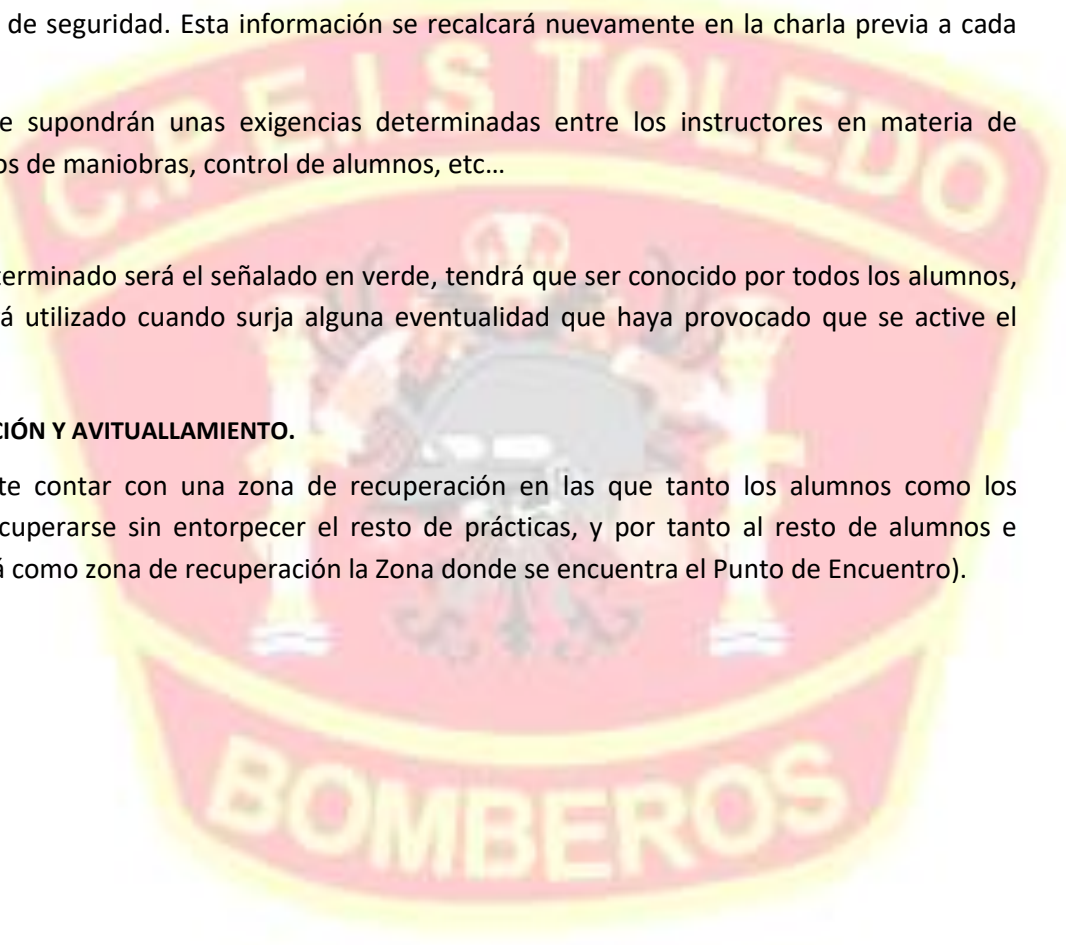 de seguridad. Esta información se recalcará nuevamente en la charla previa a cada
e supondrán unas exigencias determinadas entre los instructores en materia de
os de maniobras, control de alumnos, etc…
terminado será el señalado en verde, tendrá que ser conocido por todos los alumnos,
á utilizado cuando surja alguna eventualidad que haya provocado que se active el
CIÓN Y AVITUALLAMIENTO.
te contar con una zona de recuperación en las que tanto los alumnos como los
cuperarse sin entorpecer el resto de prácticas, y por tanto al resto de alumnos e
á como zona de recuperación la Zona donde se encuentra el Punto de Encuentro).
C.P.E.I.S TOLEDO
BOMBEROS